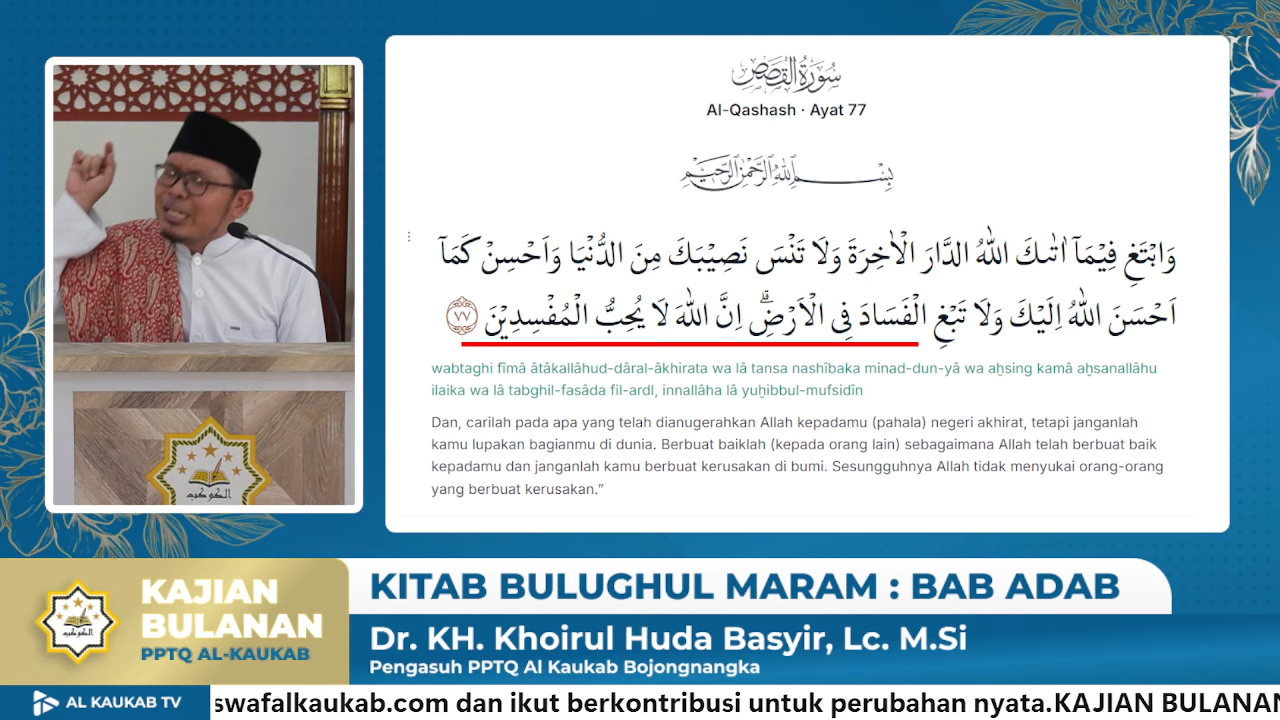 سُوْرَةُ الْقَصَص
Al-Qashash · Ayat 77
بِسْمِ اللّٰهِ الرَّحْمٰنِ الرَّحِيْمِ
وَابْتَغِ فِيْمَآ اٰتٰىكَ اللّٰهُ الدَّارَ الْاٰخِرَةَ وَلَا تَنْسَ نَصِيْبَكَ مِنَ الدُّنْيَا وَاَحْسِنْ كَمَآ
اَحْسَنَ اللّٰهُ اِلَيْكَ وَلَا تَبْغِ الْفَسَادَ فِى الْاَرْضِۗ اِنَّ اللّٰهَ لَا يُحِبُّ الْمُفْسِدِيْنَ ٧٧
wabtaghi fîmâ âtâkallâhud-dâral-âkhirata wa lâ tansa nashîbaka minad-dun-yâ wa aḫsing kamâ aḫsanallâhu
ilaika wa lâ tabghil-fasâda fil-ardl, innallâha lâ yuḫibbul-mufsidîn
Dan, carilah pada apa yang telah dianugerahkan Allah kepadamu (pahala) negeri akhirat, tetapi janganlah
kamu lupakan bagianmu di dunia. Berbuat baiklah (kepada orang lain) sebagaimana Allah telah berbuat baik
kepadamu dan janganlah kamu berbuat kerusakan di bumi. Sesungguhnya Allah tidak menyukai orang-orang
yang berbuat kerusakan.”
الكوكب
الكوكب
KAJIAN
BULANAN
PPTQ AL-KAUKAB
KITAB BULUGHUL MARAM : BAB ADAB
Dr. KH. Khoirul Huda Basyir, Lc. M.Si
Pengasuh PPTQ Al Kaukab Bojongnangka
AL KAUKAB TV
swafalkaukab.com dan ikut berkontribusi untuk perubahan nyata.KAJIAN BULANAN